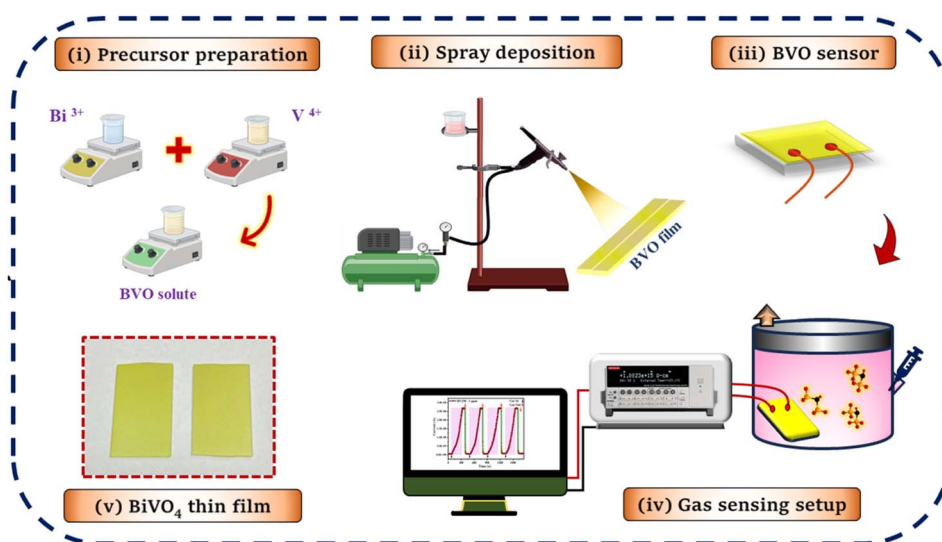 (i) Precursor preparation
(ii) Spray deposition
(iii) BVO sensor
Bi 3+
V 4+
BVO solute
BVO film
(v) BiVO4 thin film
(iv) Gas sensing setup